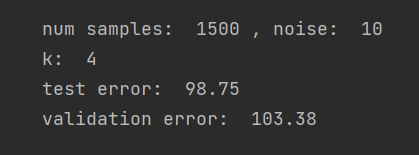 num samples:  1500 , noise:  10
k:  4
test error:  98.75
validation error:  103.38